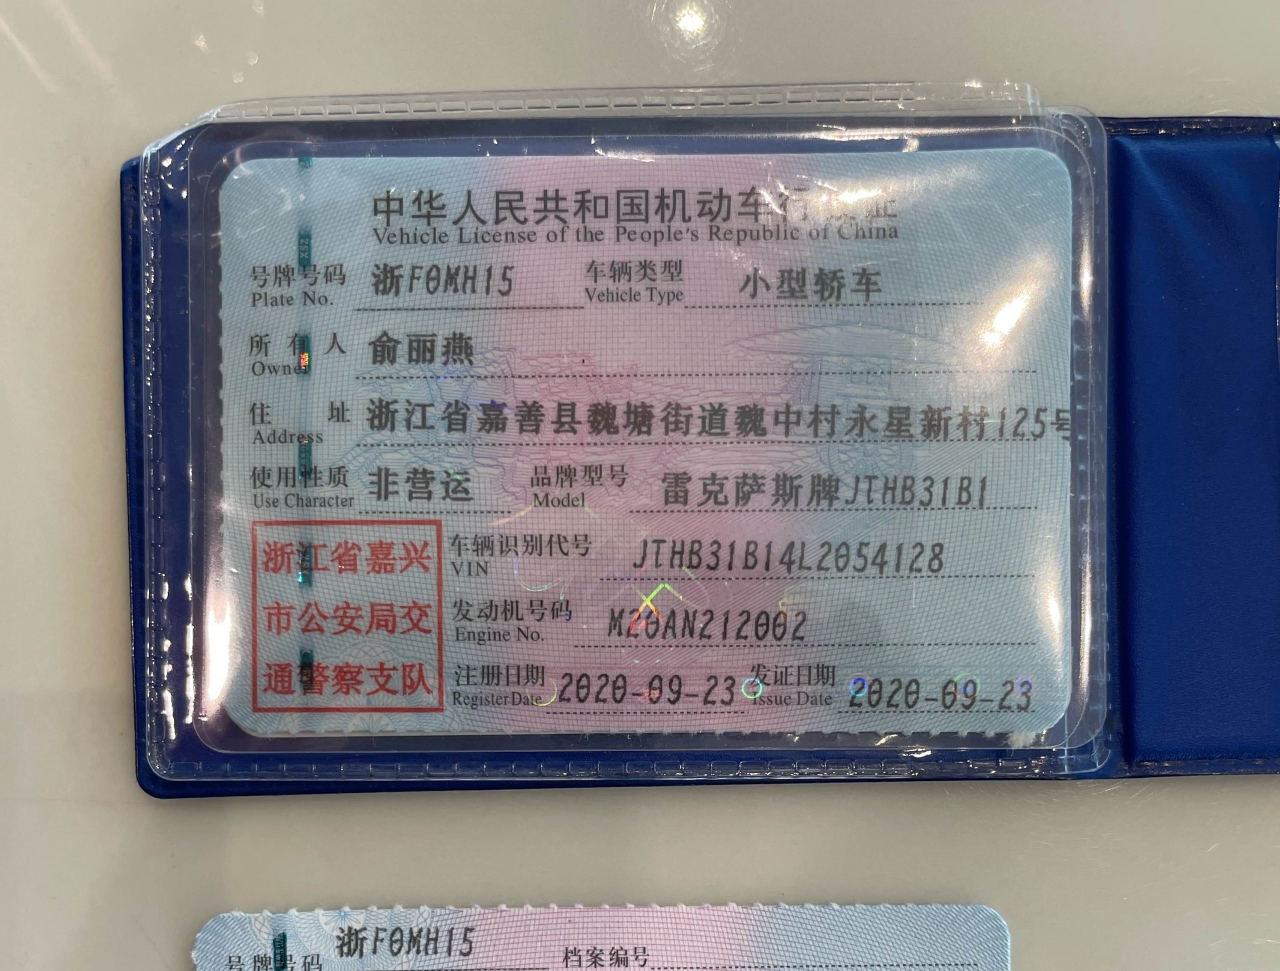 中华人民共和国机动车行驶证
Vehicle License of the People's Republic of China
号牌号码 浙F0MH15 车辆类型 小型轿车
Plate No. Vehicle Type
所有人 俞丽燕
Owner
住址 浙江省嘉善县魏塘街道魏中村永星新村125号
Address
使用性质 非营运 品牌型号 雷克萨斯牌JTHB31B1
Use Character Model
浙江省嘉兴
市公安局交
通警察支队
车辆识别代号 JTHB31B14L2054128
VIN
发动机号码 M20AN212002
Engine No.
注册日期 2020-09-23 发证日期 2020-09-23
Register Date Issue Date
号牌号码 浙F0MH15 档案编号